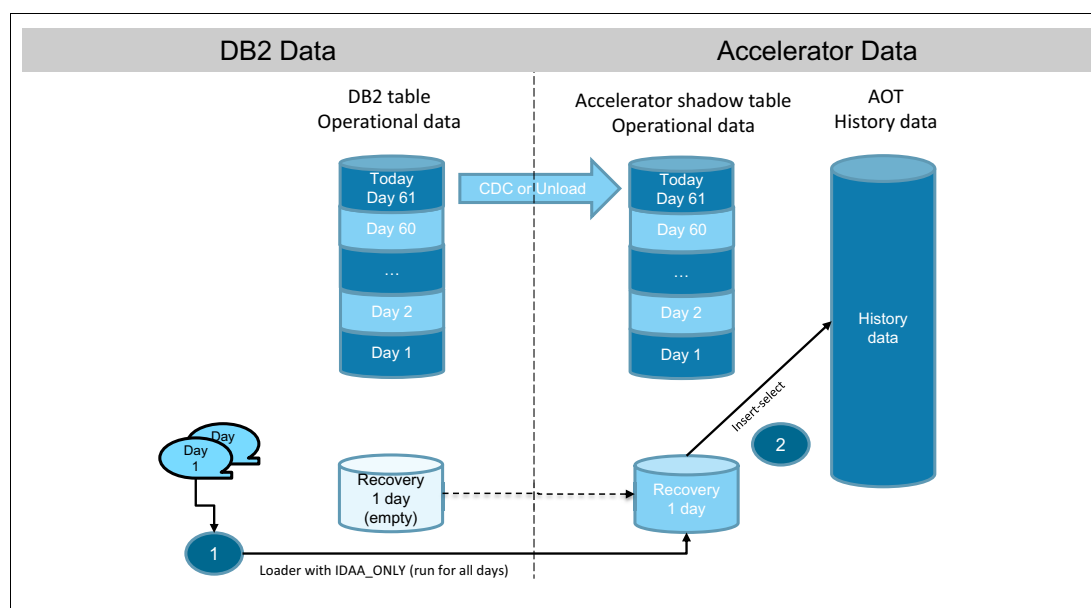 DB2 Data
Accelerator Data
DB2 table
Operational data
Accelerator shadow table
Operational data
AOT
History data
Today
Day 61
Day 60
...
Day 2
Day 1
CDC or Unload
Today
Day 61
Day 60
...
Day 2
Day 1
History
data
Insert-select
2
Day
Day
1
Recovery
1 day
(empty)
Recovery
1 day
1
Loader with IDAA_ONLY (run for all days)